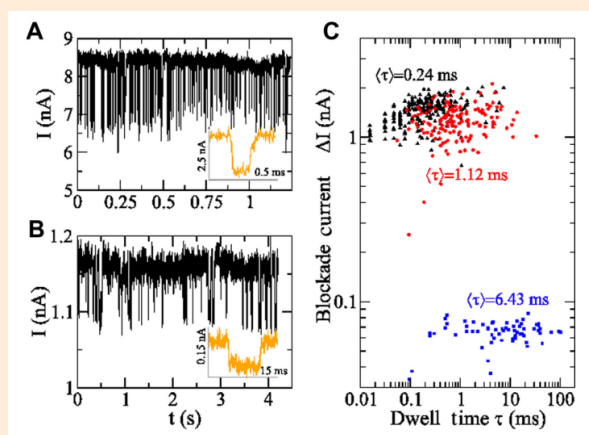 A
I (nA)
9
8
7
6
5
0 0.25 0.5 0.75 1
2.5 nA
0.5 ms
B
I (nA)
1.2
1.1
1
0 1 2 3 4
t (s)
0.15 nA
15 ms
C
Blockade current ΔI (nA)
1
0.1
⟨τ⟩=0.24 ms
⟨τ⟩=1.12 ms
⟨τ⟩=6.43 ms
0.01 0.1 1 10 100
Dwell time τ (ms)